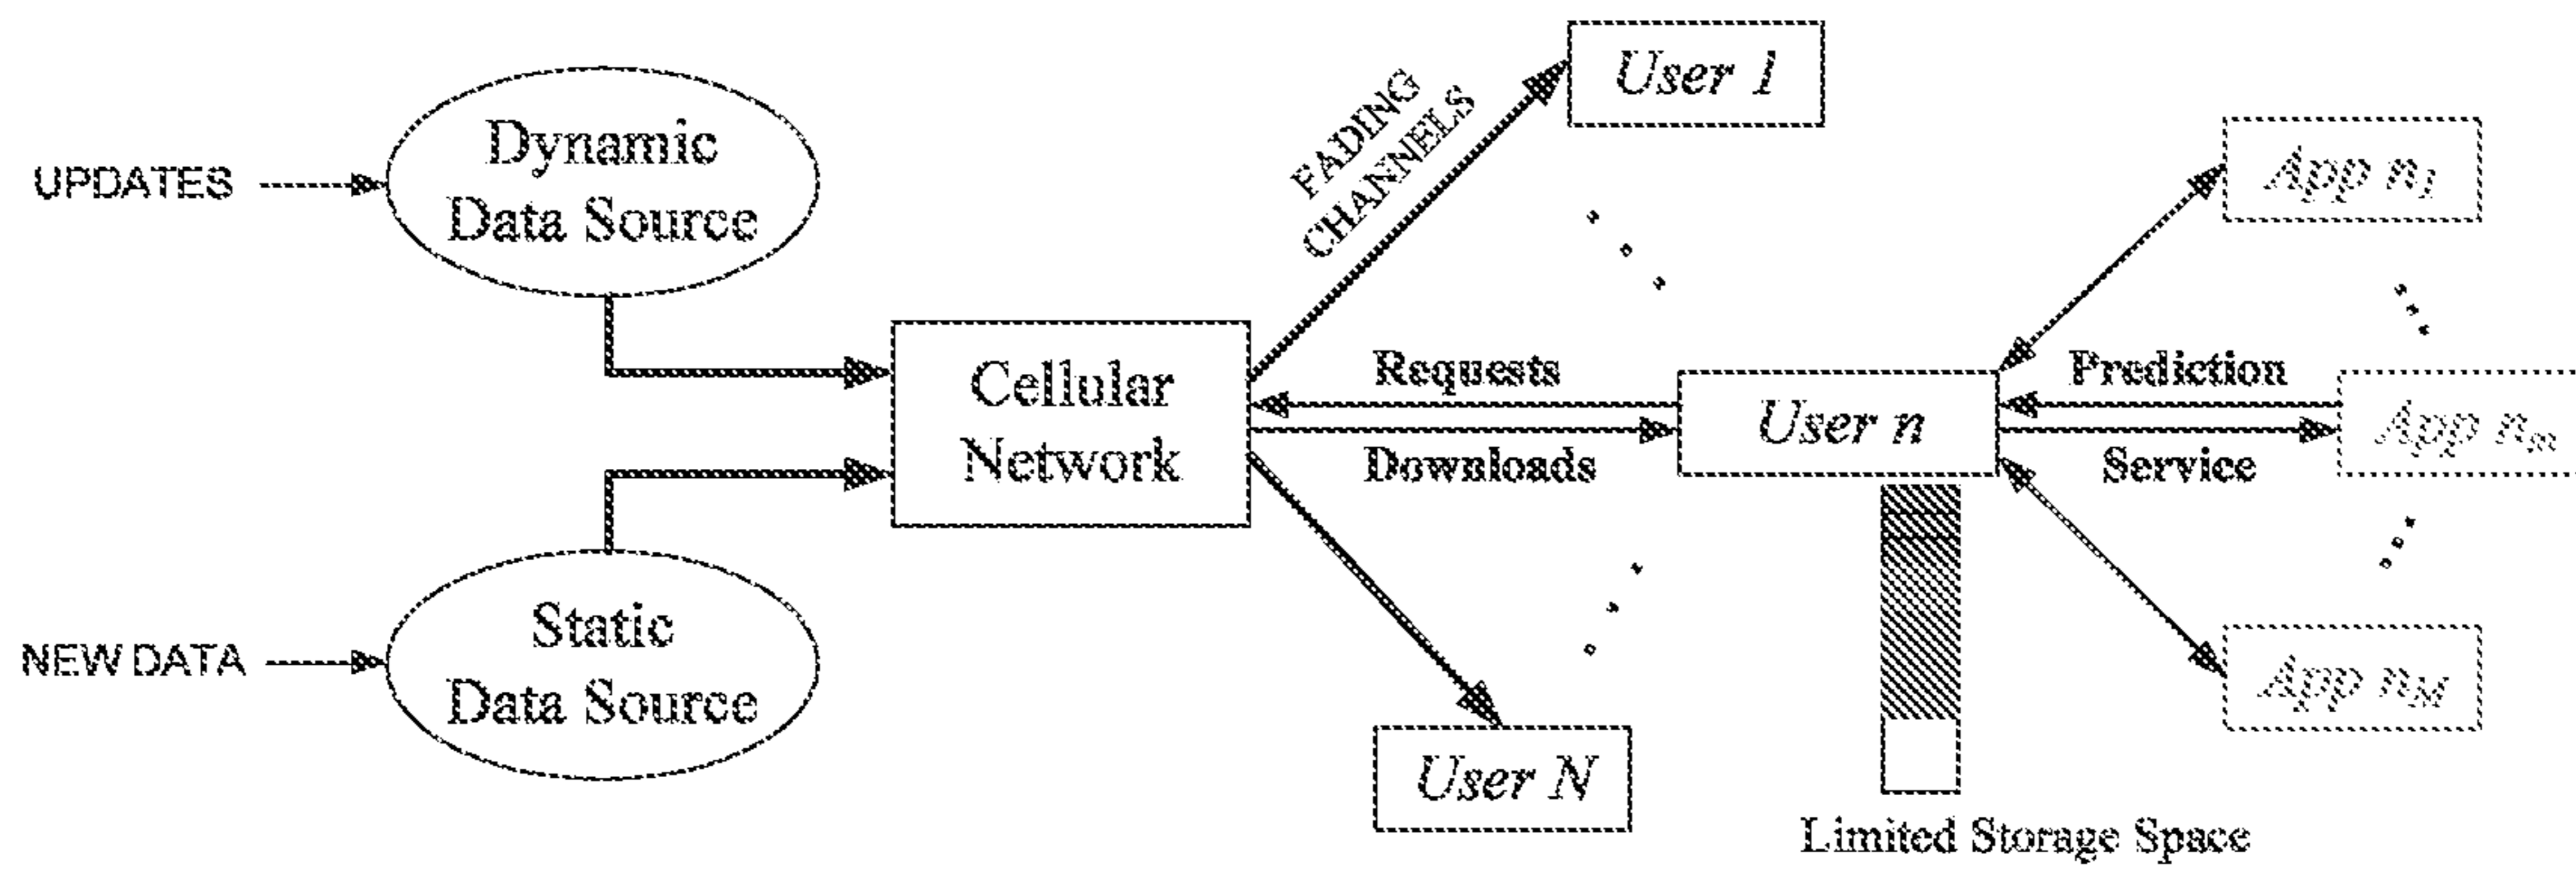 UPDATES
Dynamic
Data Source
NEW DATA
Static
Data Source
Cellular
Network
FADING
CHANNELS
User 1
Requests
Downloads
User n
User N
Limited Storage Space
Prediction
Service
App n1
App nm
App nM